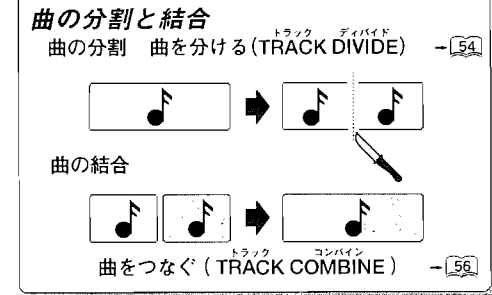 曲の分割と結合
曲の分割 曲を分ける(TRACK DIVIDE) → 54
トラック ディバイド
曲の結合
曲をつなぐ(TRACK COMBINE) → 56
トラック コンバイン